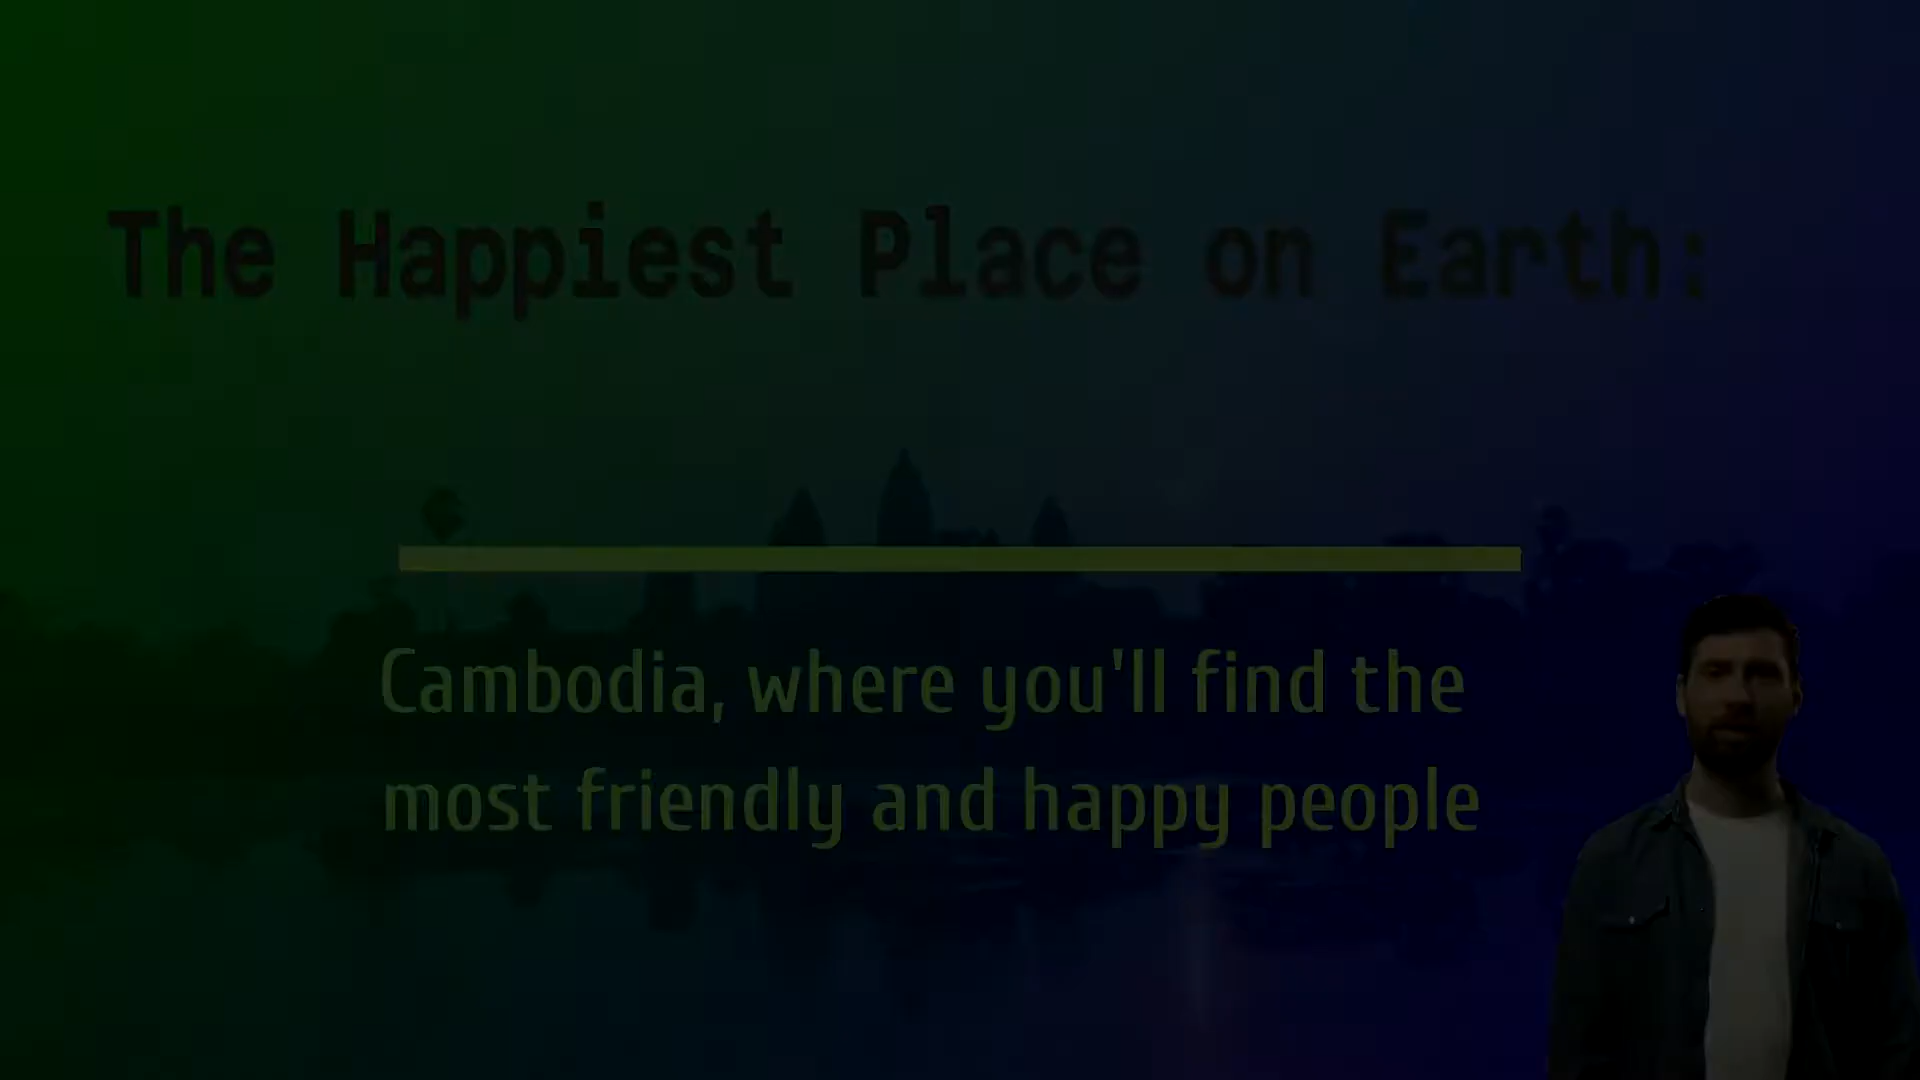 The Happiest Place on Earth:
Cambodia, where you'll find the
most friendly and happy people